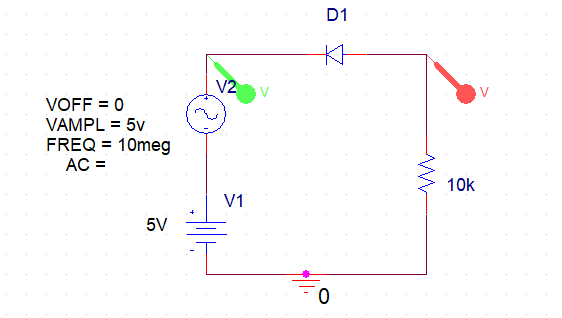 D1
V2
V
V
VOFF = 0
VAMPL = 5v
FREQ = 10meg
AC =
10k
V1
5V
+
-
0